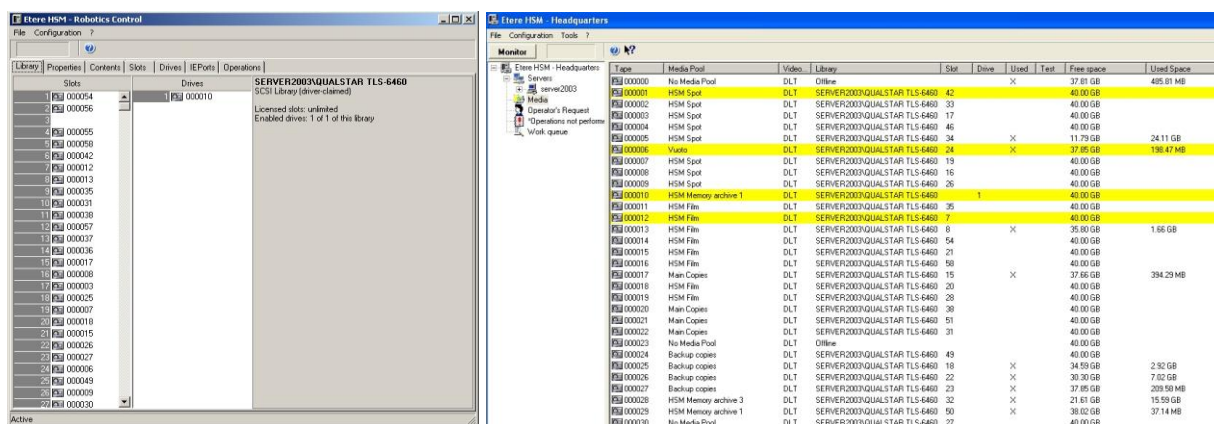 Etere HSM - Robotics Control
File Configuration ?
Library Properties Contents Slots Drives IEPorts Operations
Slots Drives
1 000054 1 000010
2 000056
3
4 000055
5 000058
6 000042
7 000012
8 000013
9 000035
10 000031
11 000038
12 000057
13 000037
14 000036
15 000017
16 000008
17 000003
18 000025
19 000007
20 000018
21 000015
22 000026
23 000027
24 000006
25 000049
26 000009
27 000030
SERVER2003\QUALSTAR TLS-6460
SCSI Library (driver-claimed)
Licensed slots: unlimited
Enabled drives: 1 of 1 of this library
Active
Etere HSM - Headquarters
File Configuration Tools ?
Monitor
Etere HSM - Headquarters
Servers
server2003
Media
Operator's Request
*Operations not performe
Work queue
Tape Media Pool Video... Library Slot Drive Used Test Free space Used Space
000000 No Media Pool DLT Offline X 37.81 GB 485.81 MB
000001 HSM Spot DLT SERVER2003\QUALSTAR TLS-6460 42 40.00 GB
000002 HSM Spot DLT SERVER2003\QUALSTAR TLS-6460 33 40.00 GB
000003 HSM Spot DLT SERVER2003\QUALSTAR TLS-6460 17 40.00 GB
000004 HSM Spot DLT SERVER2003\QUALSTAR TLS-6460 46 40.00 GB
000005 HSM Spot DLT SERVER2003\QUALSTAR TLS-6460 34 X 11.79 GB 24.11 GB
000006 Vuoto DLT SERVER2003\QUALSTAR TLS-6460 24 X 37.85 GB 198.47 MB
000007 HSM Spot DLT SERVER2003\QUALSTAR TLS-6460 19 40.00 GB
000008 HSM Spot DLT SERVER2003\QUALSTAR TLS-6460 16 40.00 GB
000009 HSM Spot DLT SERVER2003\QUALSTAR TLS-6460 26 40.00 GB
000010 HSM Memory archive 1 DLT SERVER2003\QUALSTAR TLS-6460 1 40.00 GB
000011 HSM Film DLT SERVER2003\QUALSTAR TLS-6460 35 40.00 GB
000012 HSM Film DLT SERVER2003\QUALSTAR TLS-6460 7 40.00 GB
000013 HSM Film DLT SERVER2003\QUALSTAR TLS-6460 8 X 35.80 GB 1.66 GB
000014 HSM Film DLT SERVER2003\QUALSTAR TLS-6460 54 40.00 GB
000015 HSM Film DLT SERVER2003\QUALSTAR TLS-6460 21 40.00 GB
000016 HSM Film DLT SERVER2003\QUALSTAR TLS-6460 58 40.00 GB
000017 Main Copies DLT SERVER2003\QUALSTAR TLS-6460 15 X 37.66 GB 394.29 MB
000018 HSM Film DLT SERVER2003\QUALSTAR TLS-6460 20 40.00 GB
000019 HSM Film DLT SERVER2003\QUALSTAR TLS-6460 28 40.00 GB
000020 Main Copies DLT SERVER2003\QUALSTAR TLS-6460 38 40.00 GB
000021 Main Copies DLT SERVER2003\QUALSTAR TLS-6460 51 40.00 GB
000022 Main Copies DLT SERVER2003\QUALSTAR TLS-6460 31 40.00 GB
000023 No Media Pool DLT Offline 40.00 GB
000024 Backup copies DLT SERVER2003\QUALSTAR TLS-6460 49 40.00 GB
000025 Backup copies DLT SERVER2003\QUALSTAR TLS-6460 18 X 34.59 GB 2.92 GB
000026 Backup copies DLT SERVER2003\QUALSTAR TLS-6460 22 X 30.30 GB 7.02 GB
000027 Backup copies DLT SERVER2003\QUALSTAR TLS-6460 23 X 37.85 GB 209.58 MB
000028 HSM Memory archive 3 DLT SERVER2003\QUALSTAR TLS-6460 32 X 21.61 GB 15.59 GB
000029 HSM Memory archive 1 DLT SERVER2003\QUALSTAR TLS-6460 50 X 38.02 GB 37.14 MB
000030 No Media Pool DLT SERVER2003\QUALSTAR TLS-6460 27 40.00 GB